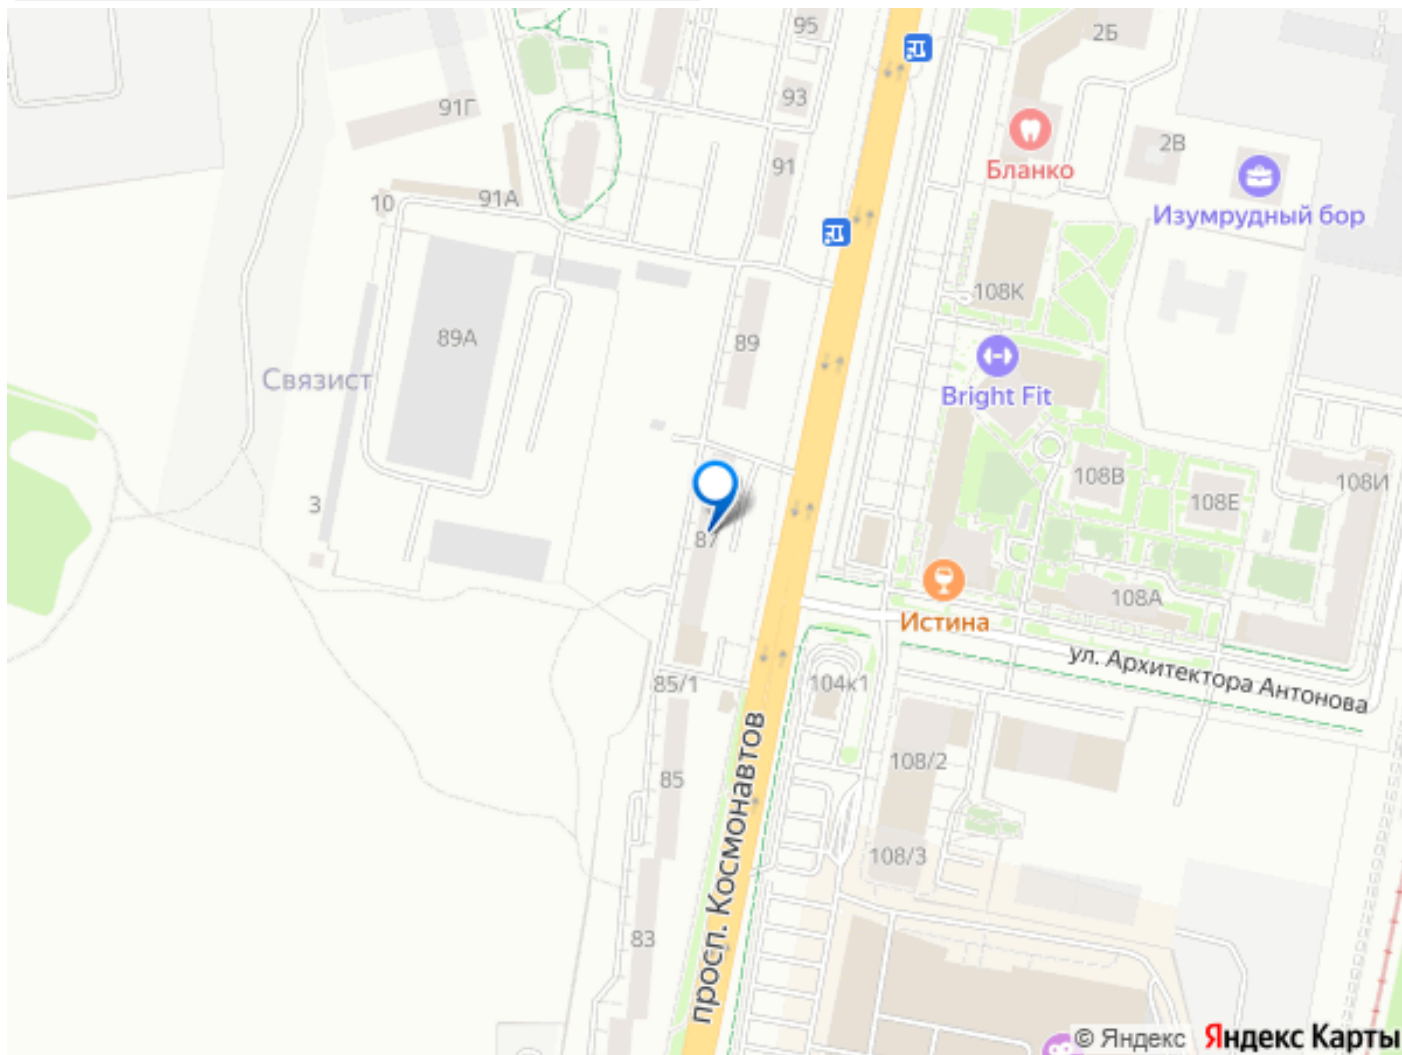 95
2Б
91Г
93
2В
91
Бланко
10
91А
Изумрудный бор
108К
89А
89
Связист
Bright Fit
108В
108Е
108И
3
87
108А
Истина
ул. Архитектора Антонова
85/1
104к1
108/2
85
просп. Космонавтов
108/3
83
© Яндекс Яндекс Карты